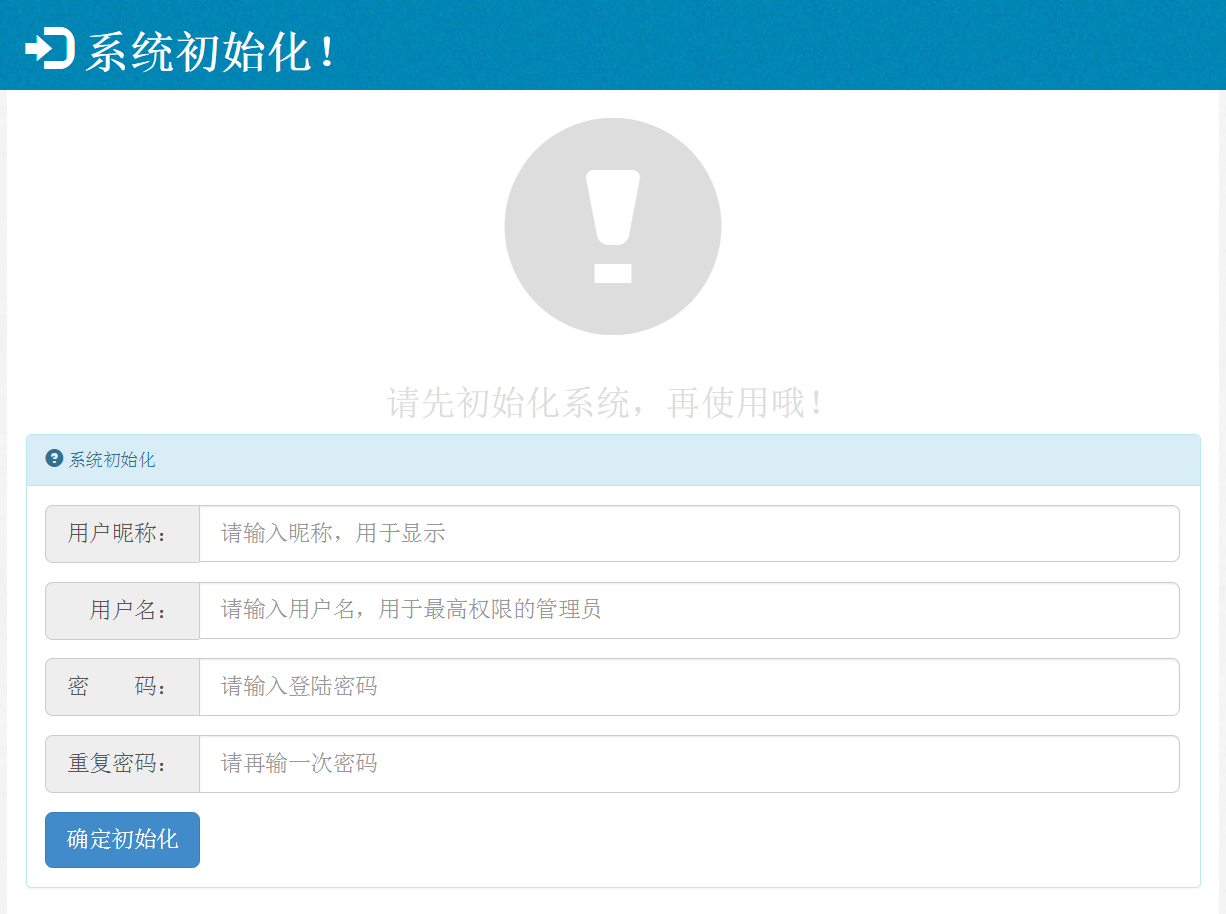 系统初始化！
请先初始化系统，再使用哦！
系统初始化
用户昵称： 请输入昵称，用于显示
用户名： 请输入用户名，用于最高权限的管理员
密　　码： 请输入登陆密码
重复密码： 请再输一次密码
确定初始化